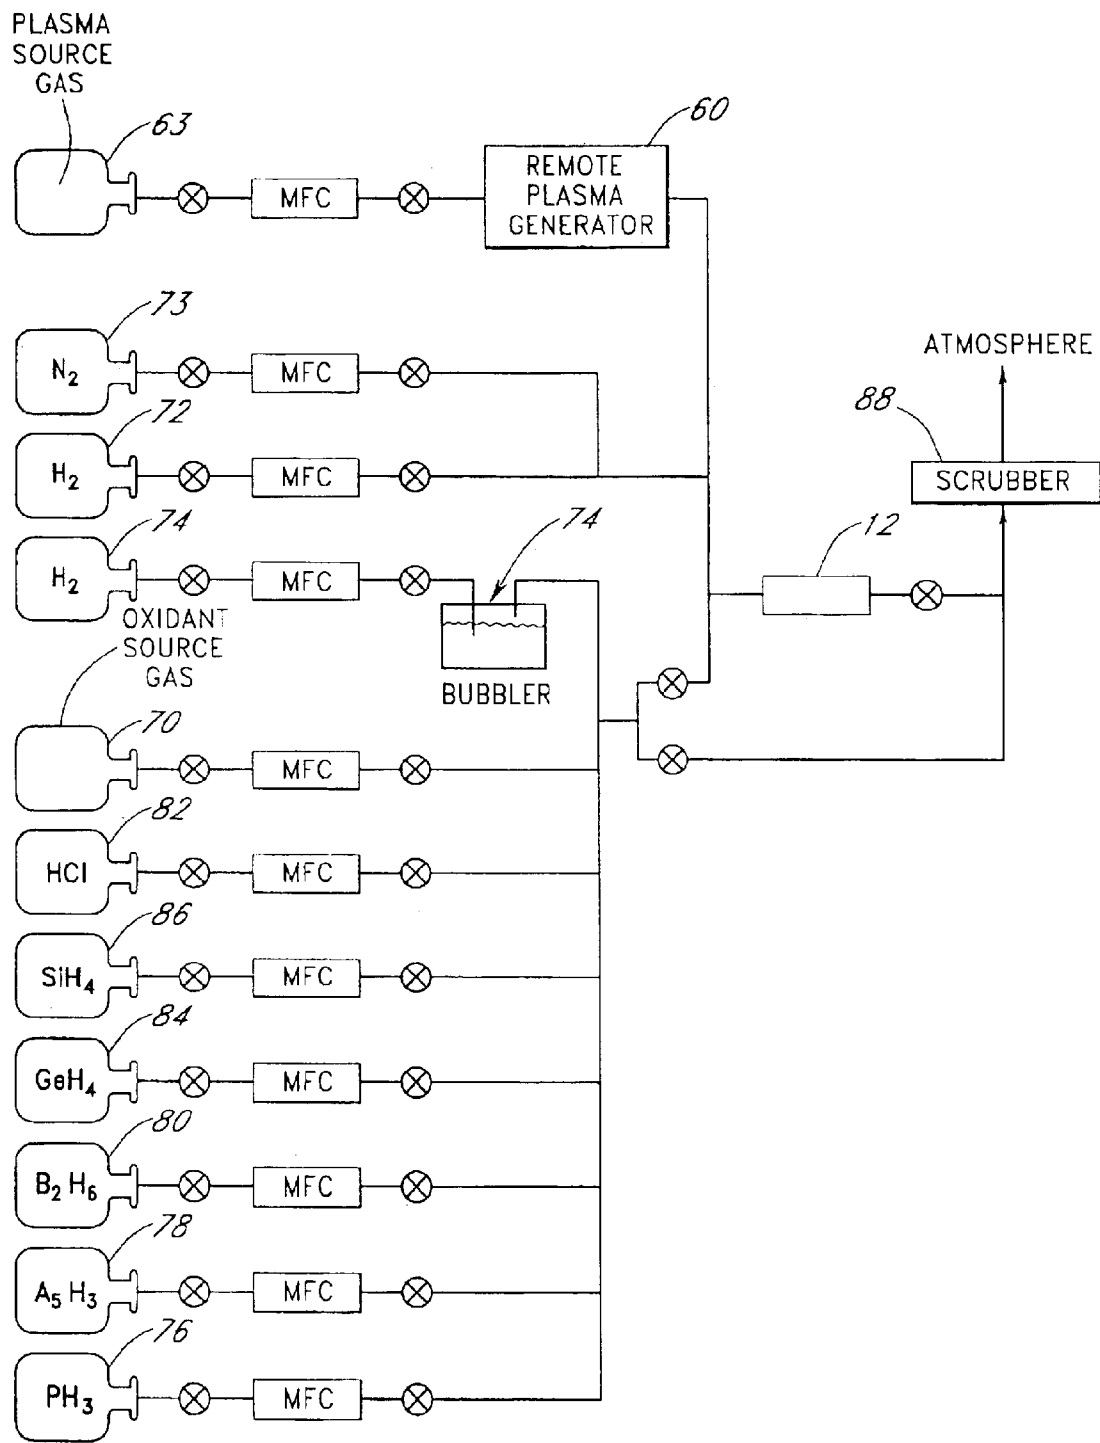 PLASMA
SOURCE
GAS
63
MFC
60
REMOTE
PLASMA
GENERATOR
73
N2
MFC
72
H2
MFC
74
H2
MFC
74
BUBBLER
ATMOSPHERE
88
SCRUBBER
12
OXIDANT
SOURCE
GAS
70
MFC
82
HCl
MFC
86
SiH4
MFC
84
GeH4
MFC
80
B2 H6
MFC
78
A5 H3
MFC
76
PH3
MFC